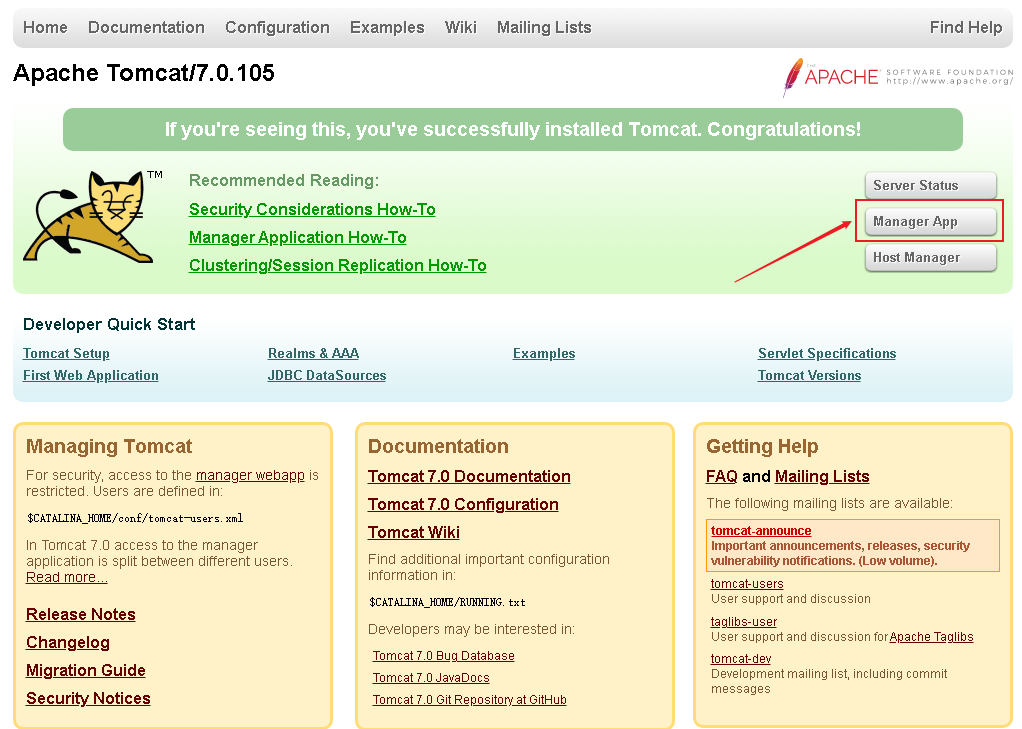 Home Documentation Configuration Examples Wiki Mailing Lists Find Help
Apache Tomcat/7.0.105
THE
APACHE™ SOFTWARE FOUNDATION
http://www.apache.org/
If you're seeing this, you've successfully installed Tomcat. Congratulations!
TM
Recommended Reading:
Security Considerations How-To
Manager Application How-To
Clustering/Session Replication How-To
Server Status
Manager App
Host Manager
Developer Quick Start
Tomcat Setup
First Web Application
Realms & AAA
JDBC DataSources
Examples
Servlet Specifications
Tomcat Versions
Managing Tomcat
For security, access to the manager webapp is
restricted. Users are defined in:
$CATALINA_HOME/conf/tomcat-users.xml
In Tomcat 7.0 access to the manager
application is split between different users.
Read more...
Release Notes
Changelog
Migration Guide
Security Notices
Documentation
Tomcat 7.0 Documentation
Tomcat 7.0 Configuration
Tomcat Wiki
Find additional important configuration
information in:
$CATALINA_HOME/RUNNING.txt
Developers may be interested in:
Tomcat 7.0 Bug Database
Tomcat 7.0 JavaDocs
Tomcat 7.0 Git Repository at GitHub
Getting Help
FAQ and Mailing Lists
The following mailing lists are available:
tomcat-announce
Important announcements, releases, security
vulnerability notifications. (Low volume).
tomcat-users
User support and discussion
taglibs-user
User support and discussion for Apache Taglibs
tomcat-dev
Development mailing list, including commit
messages